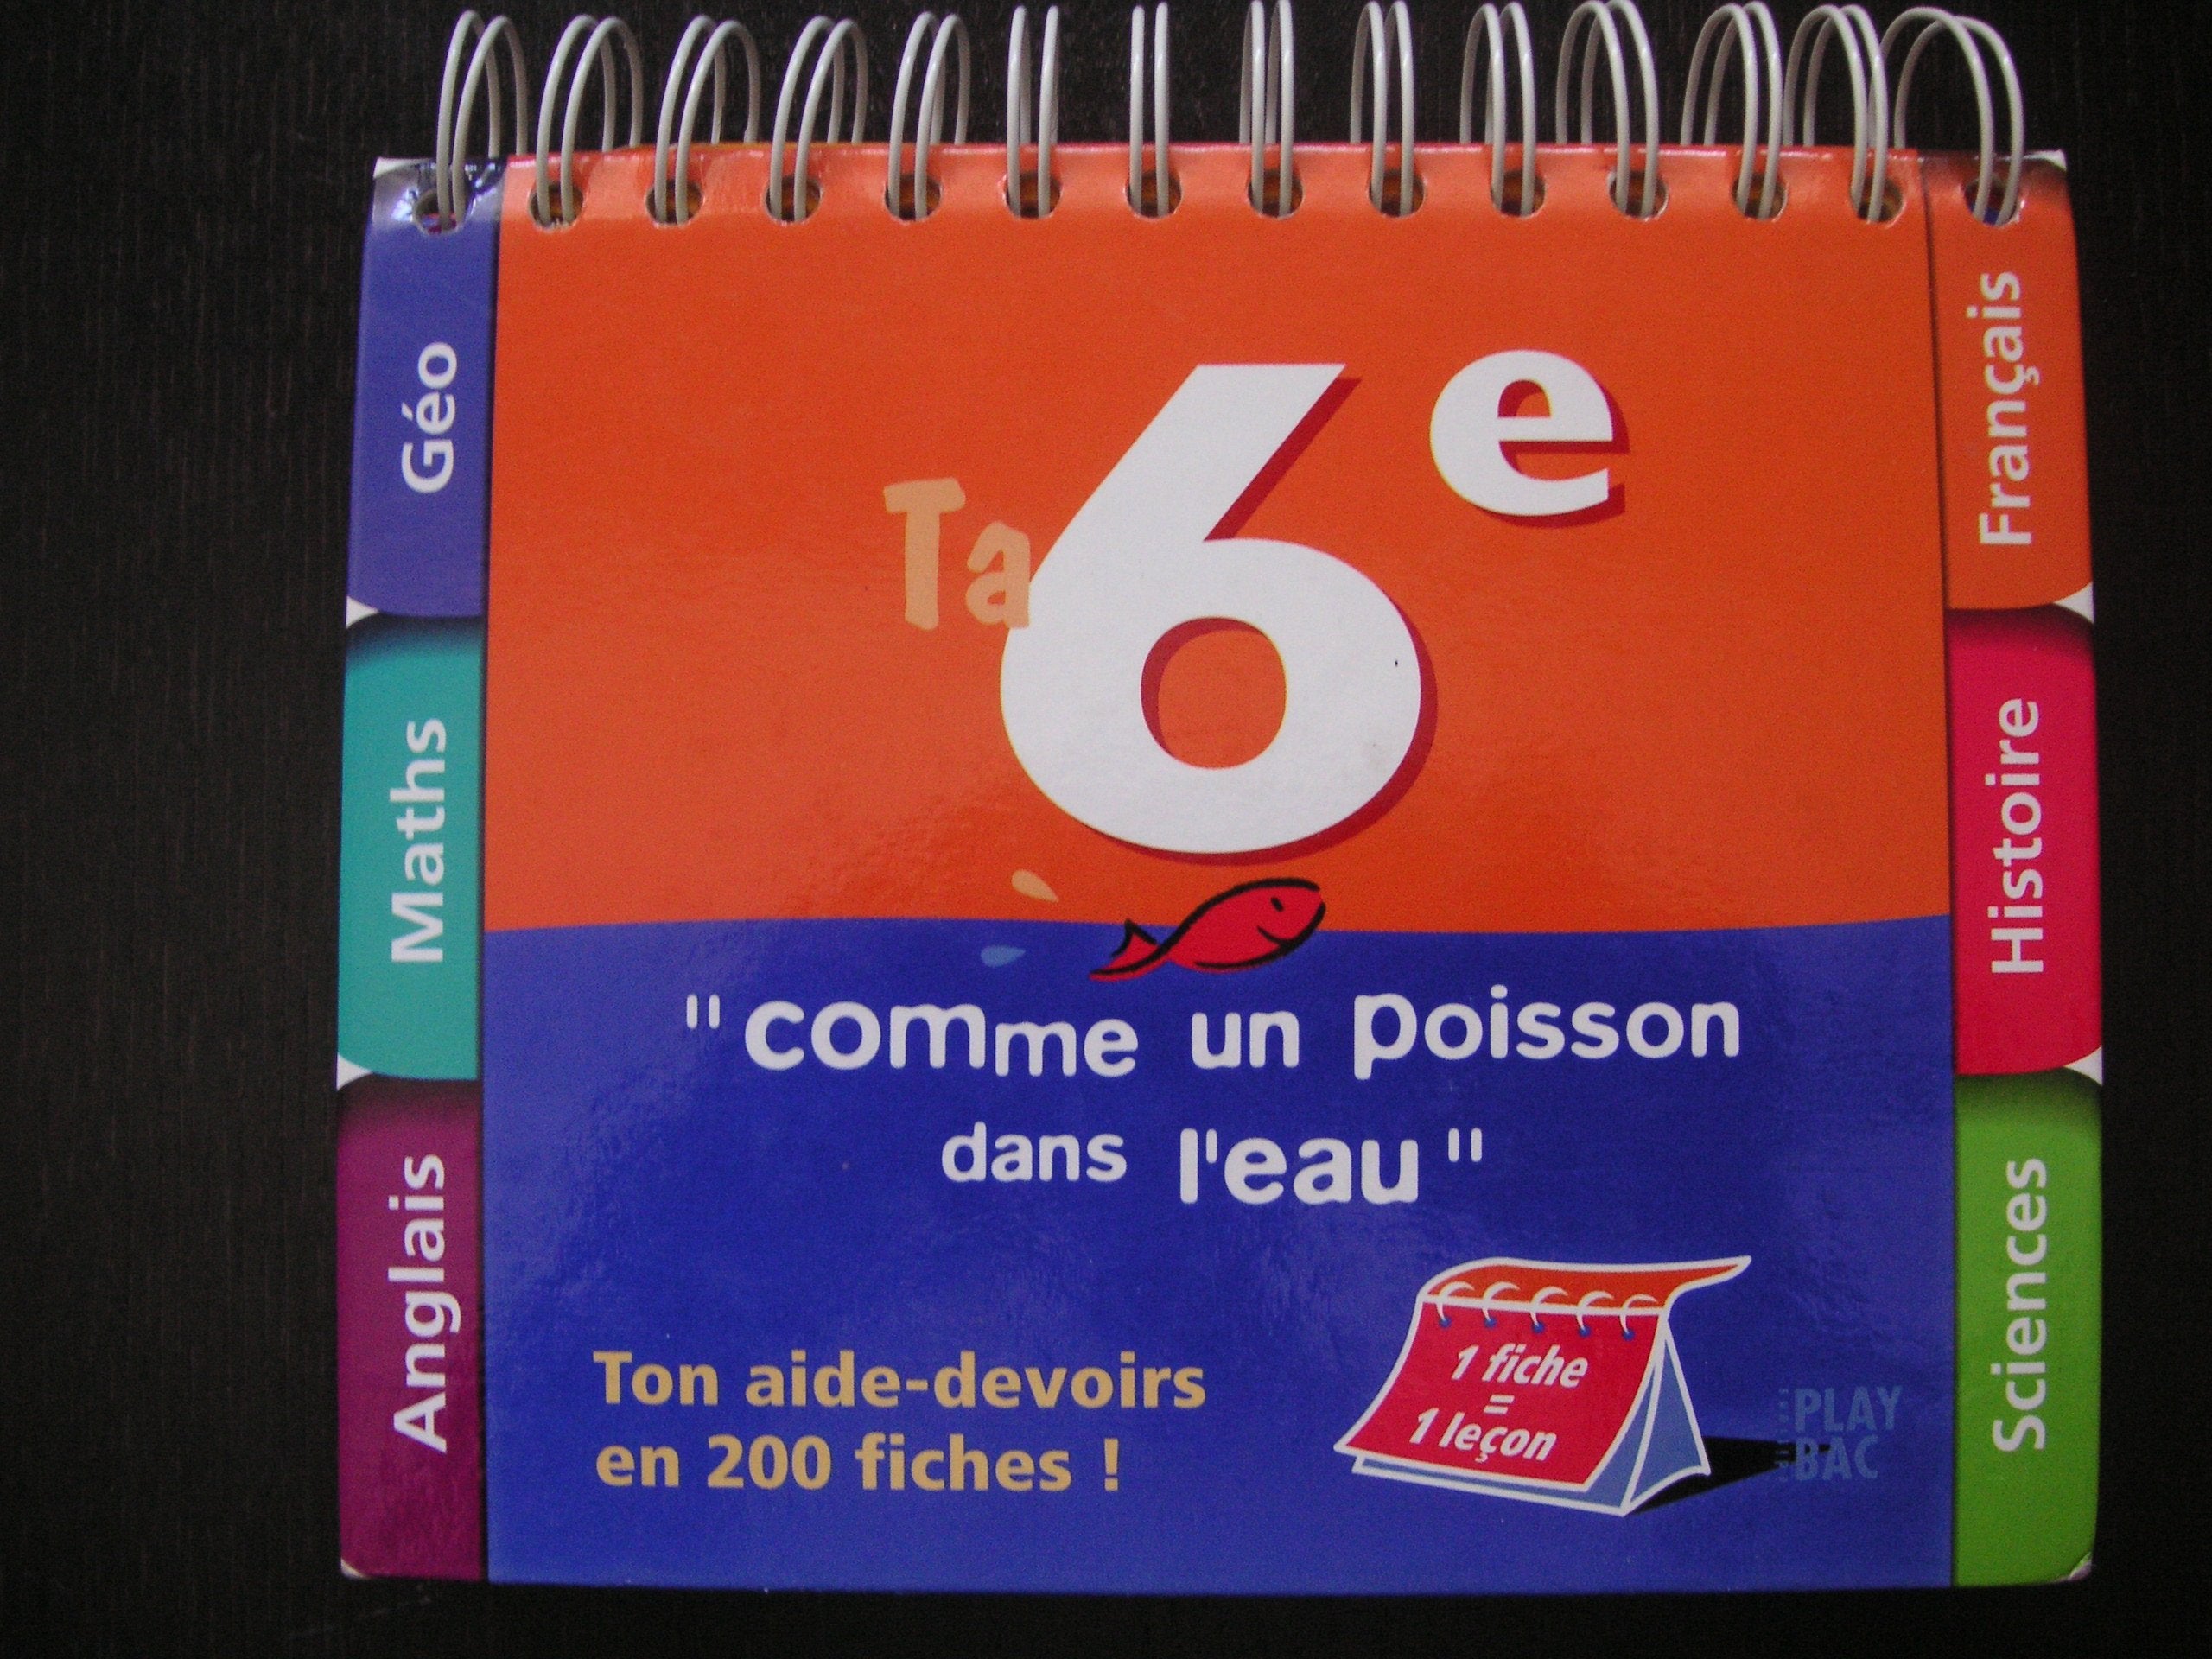 Géo
Maths
Anglais
Ta 6e
"comme un poisson
dans l'eau"
Ton aide-devoirs
en 200 fiches !
1 fiche
=
1 leçon
PLAY
BAC
Français
Histoire
Sciences